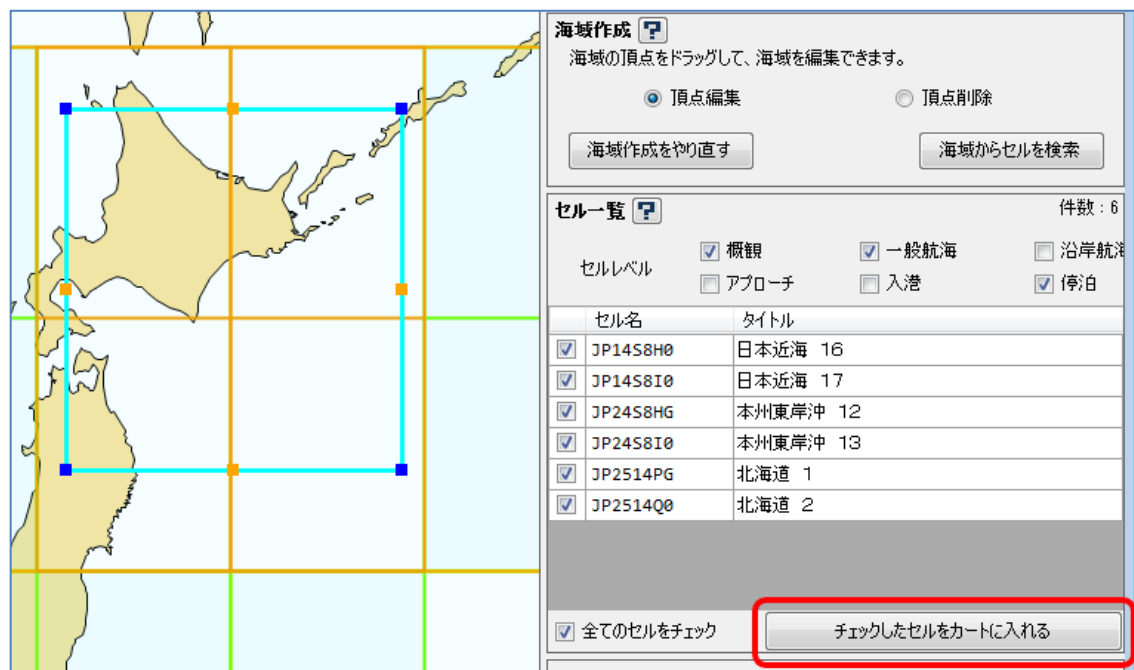 海域作成 ?
海域の頂点をドラッグして、海域を編集できます。
頂点編集 頂点削除
海域作成をやり直す 海域からセルを検索
セル一覧 ? 件数 : 6
セルレベル
概観 一般航海 沿岸航海
アプローチ 入港 停泊
セル名 タイトル
JP14S8H0 日本近海 16
JP14S8I0 日本近海 17
JP24S8HG 本州東岸沖 12
JP24S8I0 本州東岸沖 13
JP2514PG 北海道 1
JP2514Q0 北海道 2
全てのセルをチェック チェックしたセルをカートに入れる